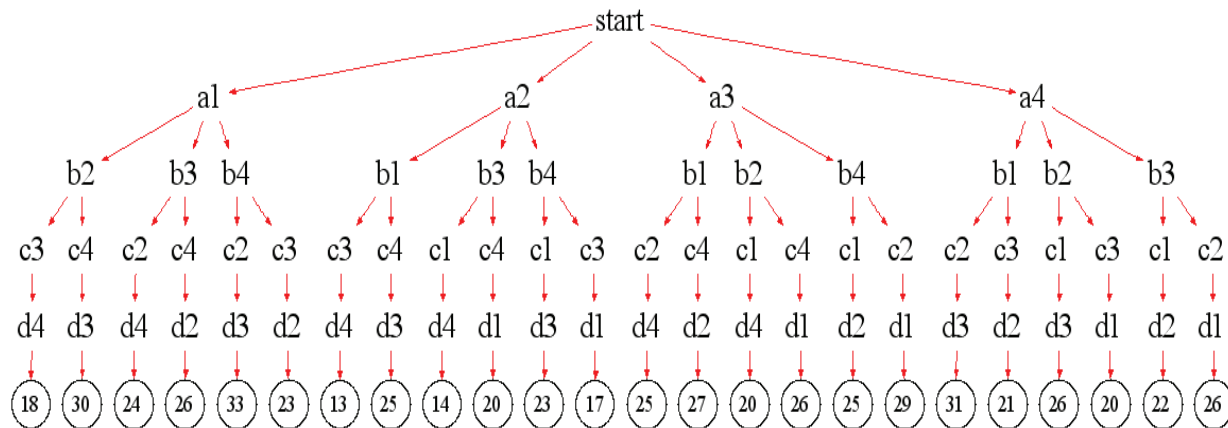 start
a1 a2 a3 a4
b2 b3 b4 b1 b3 b4 b1 b2 b4 b1 b2 b3
c3 c4 c2 c4 c2 c3 c3 c4 c1 c4 c1 c3 c2 c4 c1 c4 c1 c2 c2 c3 c1 c3 c1 c2
d4 d3 d4 d2 d3 d2 d4 d3 d4 d1 d3 d1 d4 d2 d4 d1 d2 d1 d3 d2 d3 d1 d2 d1
18 30 24 26 33 23 13 25 14 20 23 17 25 27 20 26 25 29 31 21 26 20 22 26